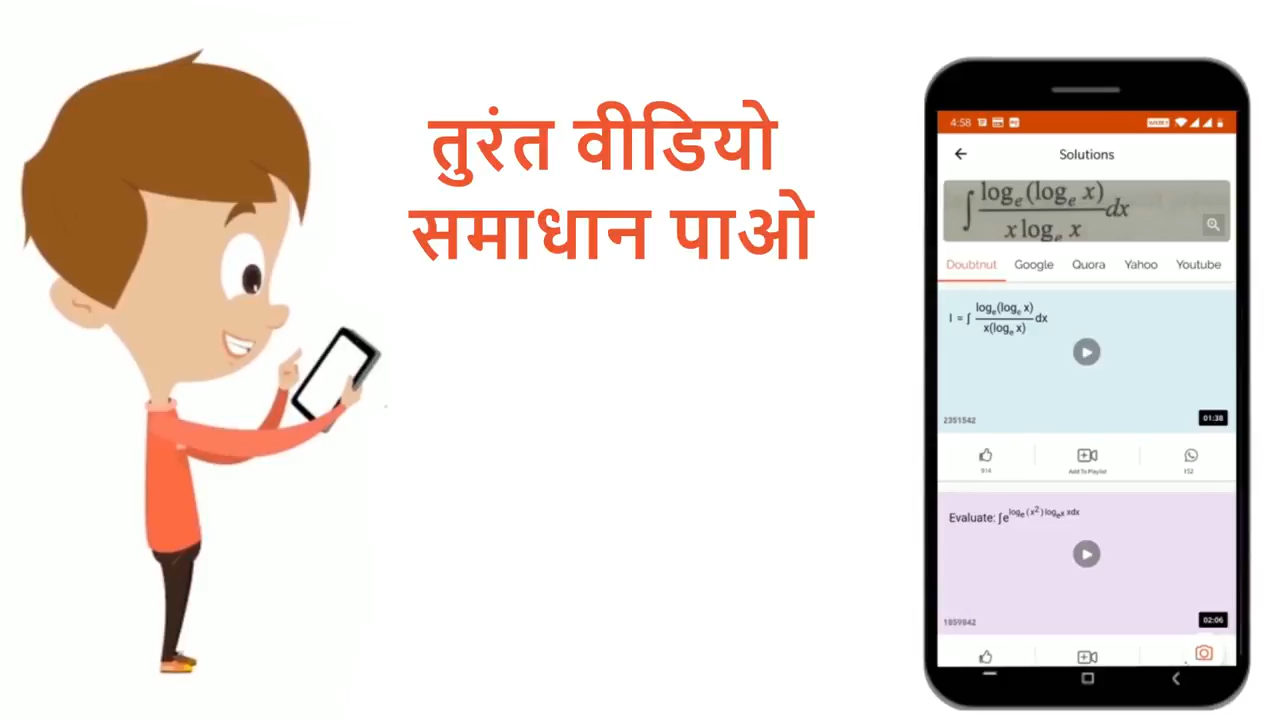 तुरंत वीडियो
समाधान पाओ
4:58
Solutions
∫ log_e (log_e x) / x log_e x dx
Doubtnut Google Quora Yahoo Youtube
I = ∫ log_e(log_e x) / x(log_e x) dx
2351542 01:38
914 Add To Playlist 152
Evaluate: ∫e^log_e (x^2) log_e x xdx
1859842 02:06